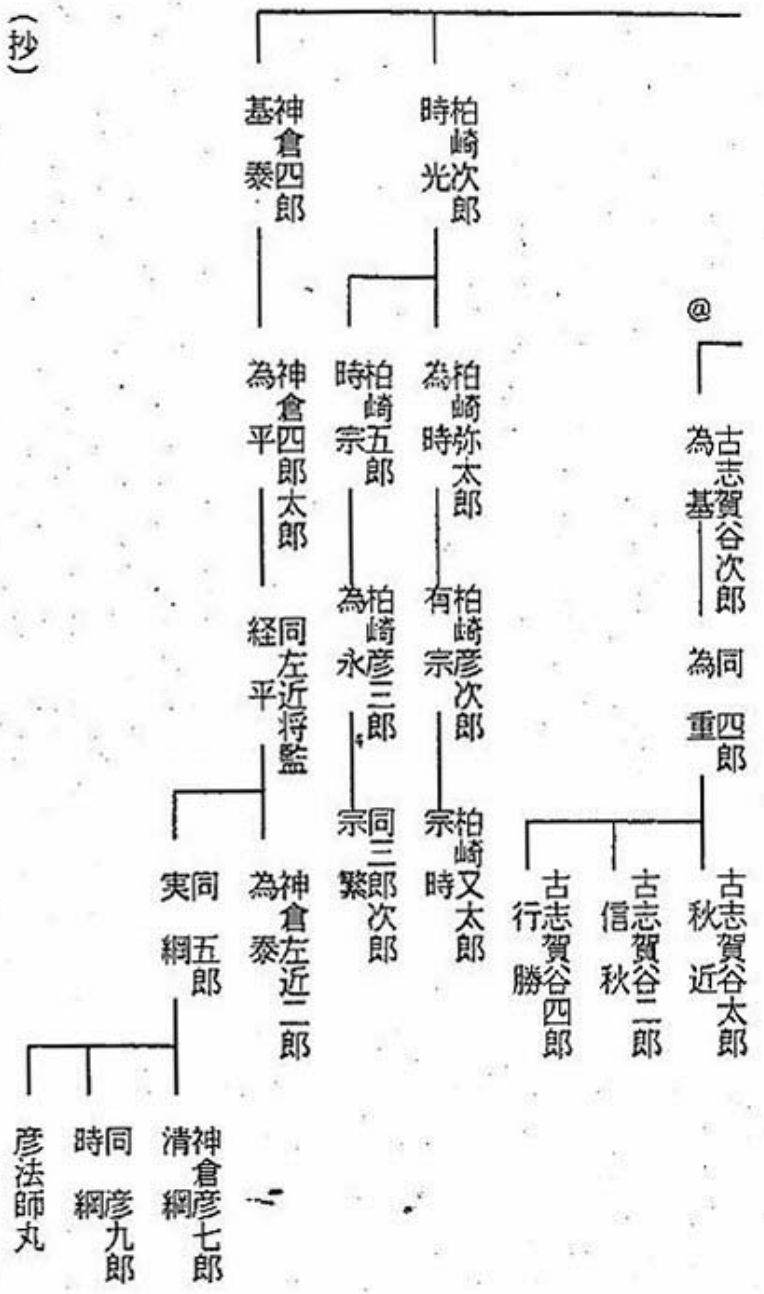 @
古志賀谷次郎
為基
同四郎
為重
古志賀谷太郎
秋近
古志賀谷二郎
信秋
古志賀谷四郎
行勝
柏崎次郎
時光
柏崎弥太郎
為時
柏崎彦次郎
有宗
柏崎又太郎
宗時
柏崎五郎
時宗
柏崎彦三郎
為永
同三郎次郎
宗繁
神倉四郎
基泰
神倉四郎太郎
為平
同左近将監
経平
神倉左近二郎
為泰
同五郎
実綱
神倉彦七郎
清綱
同彦九郎
時綱
彦法師丸
(抄)